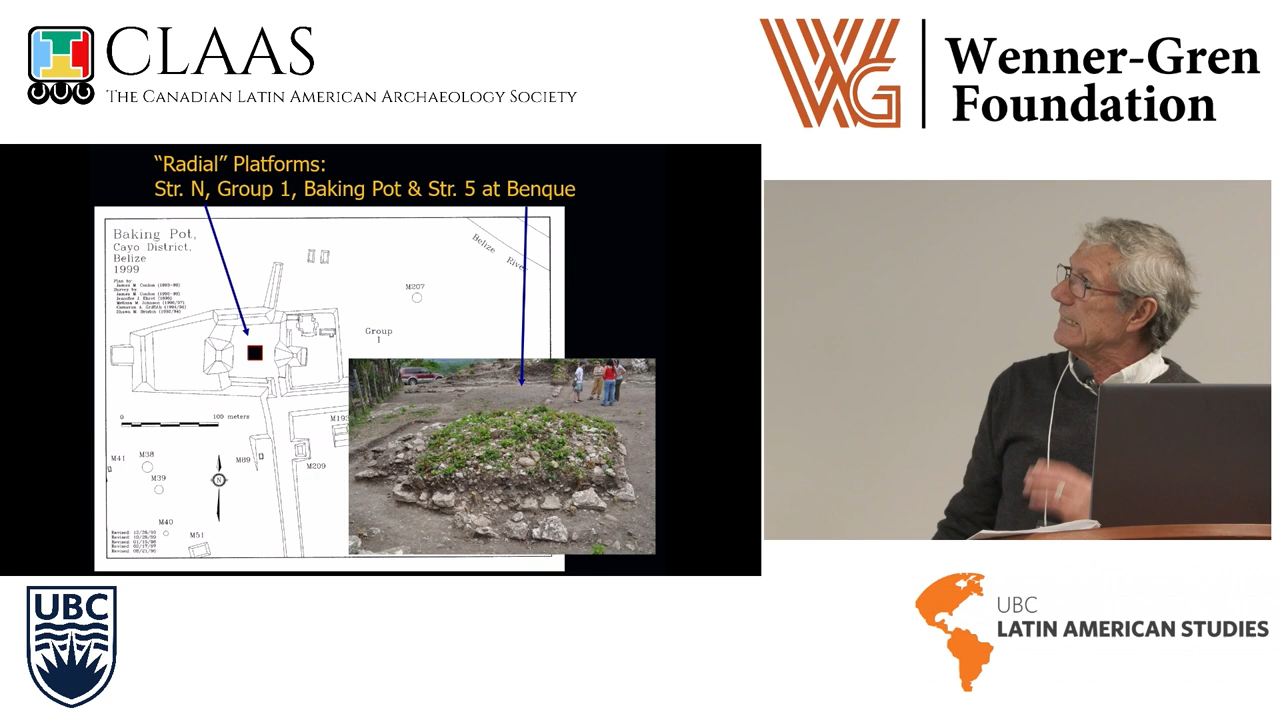 CLAAS
THE CANADIAN LATIN AMERICAN ARCHAEOLOGY SOCIETY
WG
Wenner-Gren
Foundation
"Radial" Platforms:
Str. N, Group 1, Baking Pot & Str. 5 at Benque
Baking Pot,
Cayo District,
Belize
1999
Belize River
M207
Group
1
0 100 meters
M193
M41
M38
M89
M209
M39
N
M40
M51
UBC
UBC
LATIN AMERICAN STUDIES